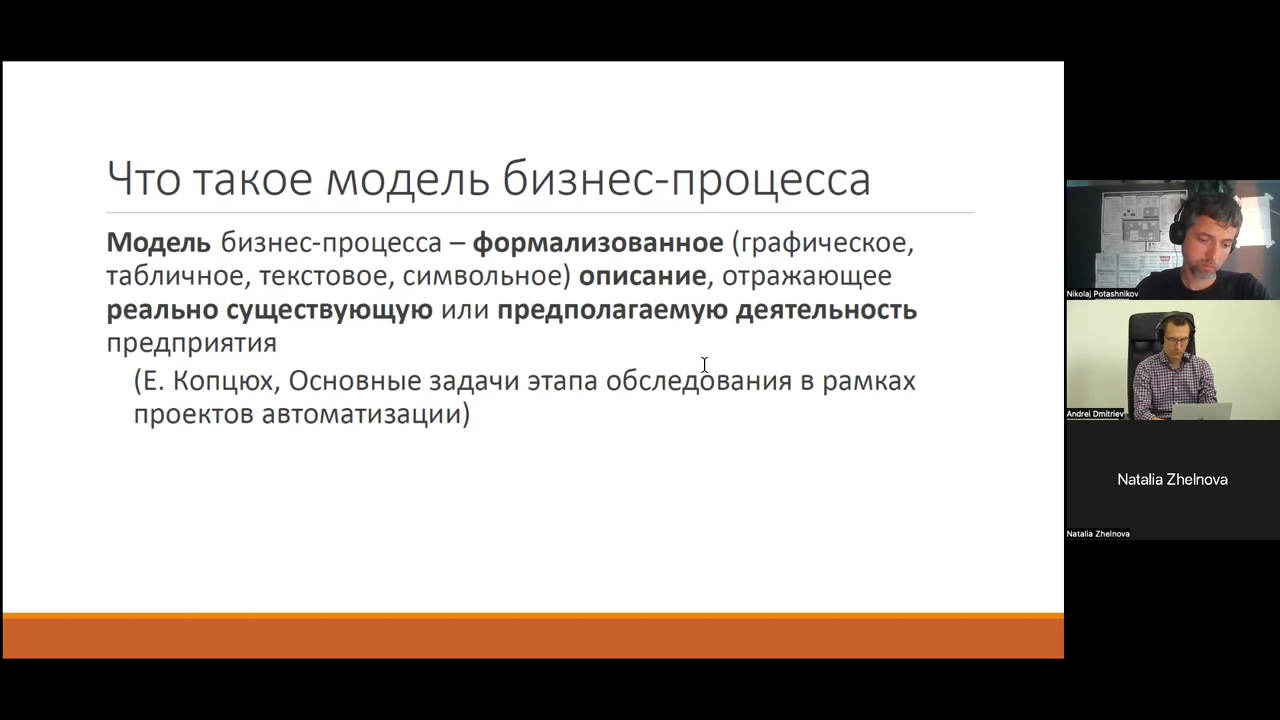 Что такое модель бизнес-процесса
Модель бизнес-процесса – формализованное (графическое,
табличное, текстовое, символьное) описание, отражающее
реально существующую или предполагаемую деятельность
предприятия
(Е. Копцюх, Основные задачи этапа обследования в рамках
проектов автоматизации)
Nikolaj Potashnikov
Andrei Dmitriev
Natalia Zhelnova
Natalia Zhelnova